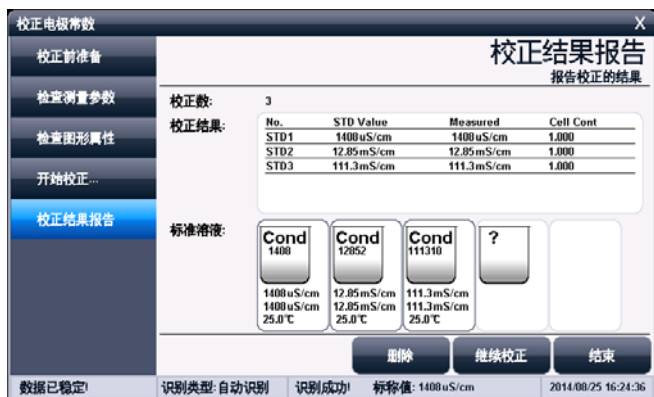 校正电极常数 X
校正前准备
检查测量参数
检查图形属性
开始校正...
校正结果报告
校正结果报告
报告校正的结果
校正数: 3
校正结果:
No. STD Value Measured Cell Cont
STD1 1408uS/cm 1408uS/cm 1.000
STD2 12.85mS/cm 12.85mS/cm 1.000
STD3 111.3mS/cm 111.3mS/cm 1.000
标准溶液:
Cond Cond Cond ?
1408 12852 111310
1408uS/cm 12.85mS/cm 111.3mS/cm
1408uS/cm 12.85mS/cm 111.3mS/cm
25.0℃ 25.0℃ 25.0℃
删除 继续校正 结束
数据已稳定! 识别类型:自动识别 识别成功! 标称值: 1408uS/cm 2014/08/25 16:24:36